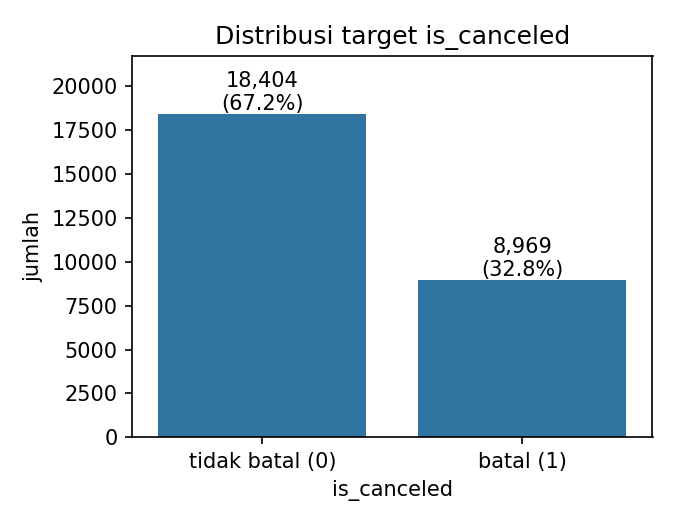 Distribusi target is_canceled
20000
17500
15000
12500
10000
7500
5000
2500
0
jumlah
18,404
(67.2%)
8,969
(32.8%)
tidak batal (0)
batal (1)
is_canceled